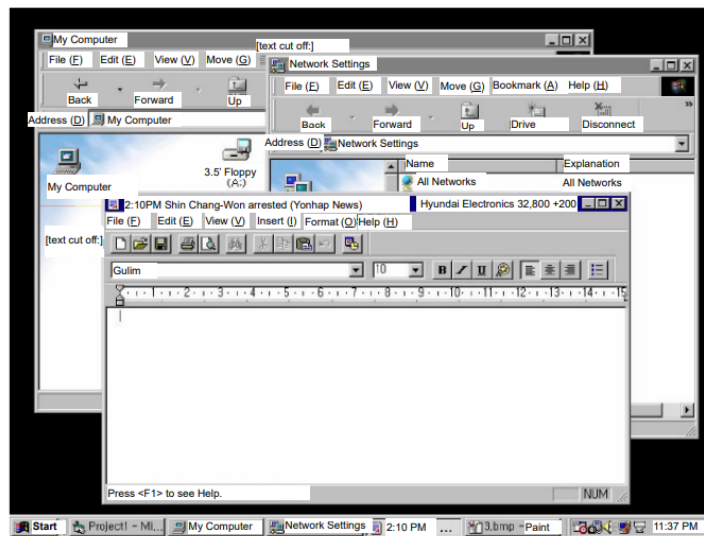 My Computer
File (F) Edit (E) View (V) Move (G)
[text cut off:]
Back Forward Up
Address (D) My Computer
My Computer
3.5' Floppy
(A:)
[text cut off:]
Network Settings
File (F) Edit (E) View (V) Move (G) Bookmark (A) Help (H)
Back Forward Up Drive Disconnect
Address (D) Network Settings
Name Explanation
All Networks All Networks
2:10PM Shin Chang-Won arrested (Yonhap News) Hyundai Electronics 32,800 +200
File (F) Edit (E) View (V) Insert (I) Format (O) Help (H)
Gulim 10 B I U
1 2 3 4 5 6 7 8 9 10 11 12 13 14 15
Press <F1> to see Help. NUM
Start Project1 - Mi... My Computer Network Settings 2:10 PM ... 3.bmp - Paint 11:37 PM